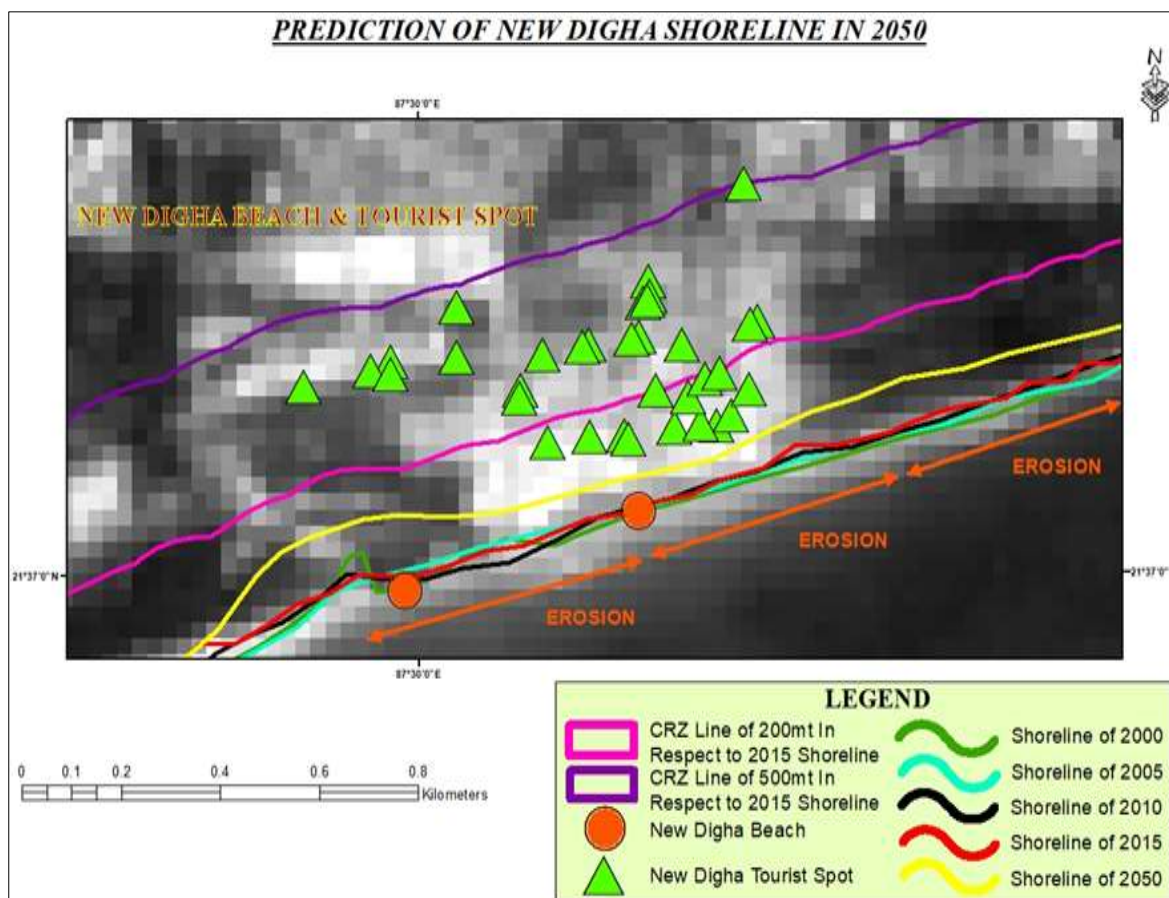 PREDICTION OF NEW DIGHA SHORELINE IN 2050
N
87°30'0"E
NEW DIGHA BEACH & TOURIST SPOT
EROSION
EROSION
EROSION
21°37'0"N
21°37'0"
87°30'0"E
LEGEND
CRZ Line of 200mt In
Respect to 2015 Shoreline
CRZ Line of 500mt In
Respect to 2015 Shoreline
New Digha Beach
New Digha Tourist Spot
Shoreline of 2000
Shoreline of 2005
Shoreline of 2010
Shoreline of 2015
Shoreline of 2050
0 0.1 0.2 0.4 0.6 0.8
Kilometers